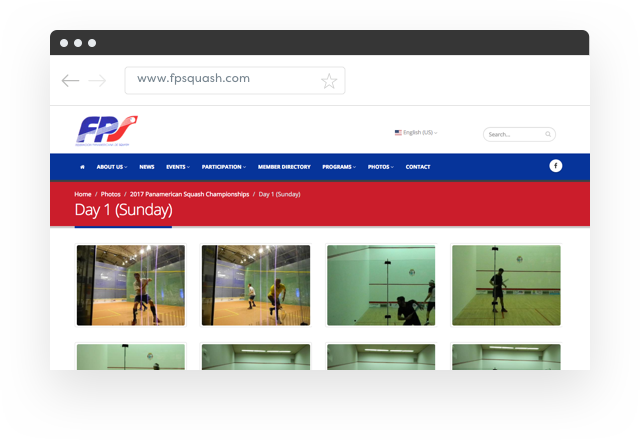 www.fpsquash.com
FPS
English (US)
Search...
ABOUT US NEWS EVENTS PARTICIPATION MEMBER DIRECTORY PROGRAMS PHOTOS CONTACT
Home / Photos / 2017 Panamerican Squash Championships / Day 1 (Sunday)
Day 1 (Sunday)